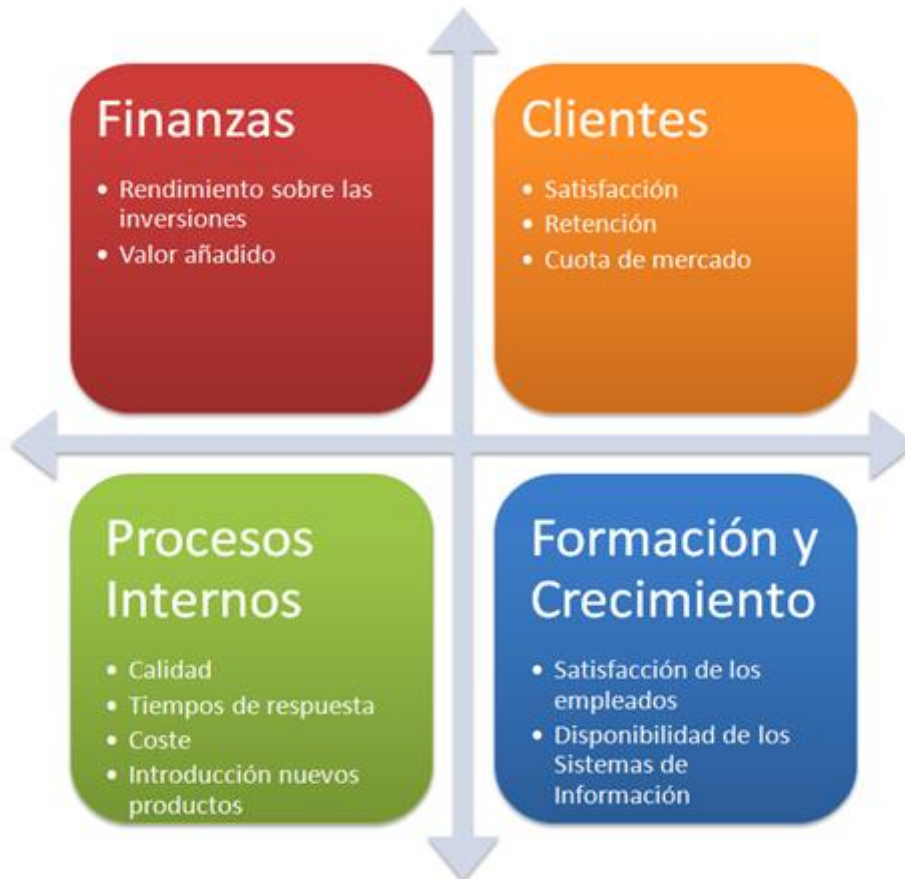 Finanzas
• Rendimiento sobre las
inversiones
• Valor añadido
Clientes
• Satisfacción
• Retención
• Cuota de mercado
Procesos
Internos
• Calidad
• Tiempos de respuesta
• Coste
• Introducción nuevos
productos
Formación y
Crecimiento
• Satisfacción de los
empleados
• Disponibilidad de los
Sistemas de
Información